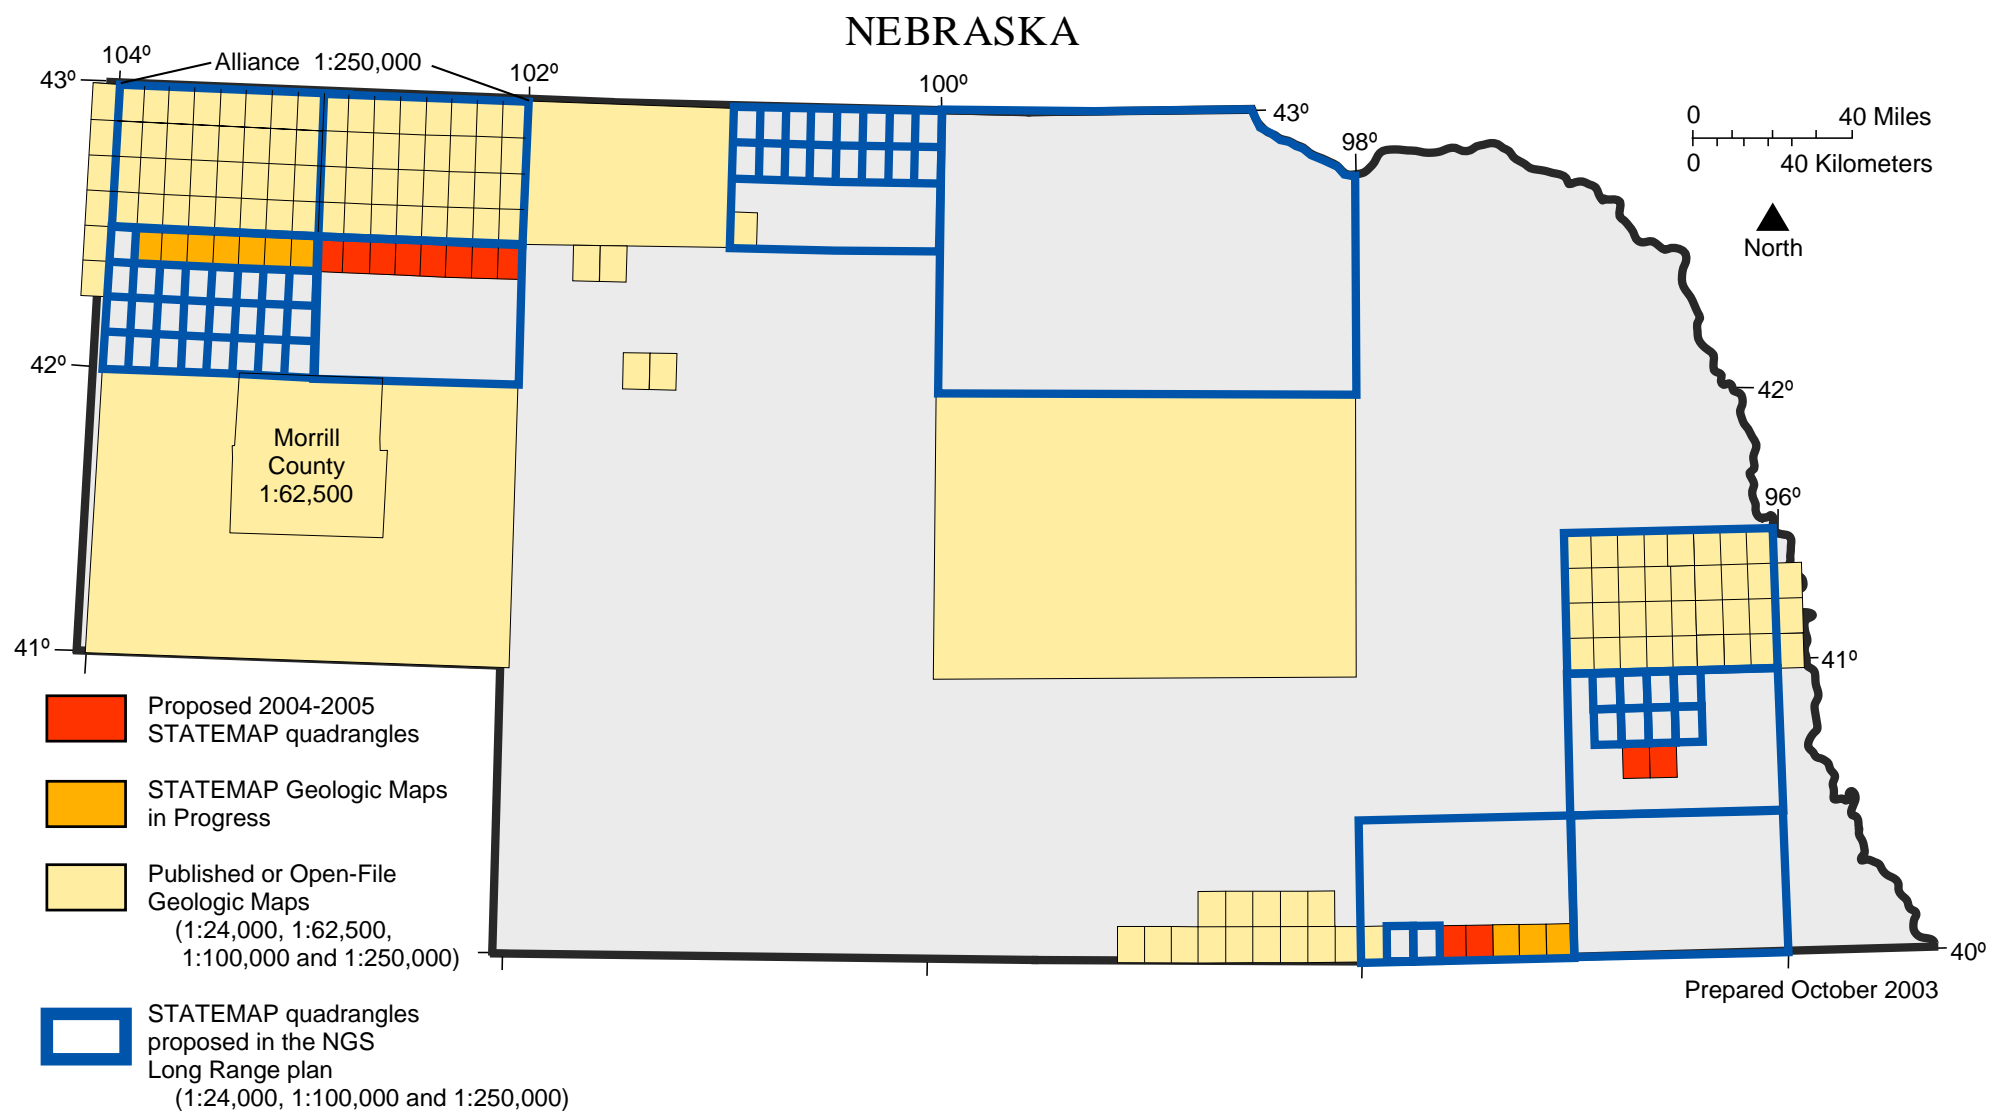 NEBRASKA
104º
Alliance 1:250,000
43º
102º
100º
43º
98º
0 40 Miles
0 40 Kilometers
North
42º
42º
Morrill
County
1:62,500
96º
41º
41º
Proposed 2004-2005
STATEMAP quadrangles
STATEMAP Geologic Maps
in Progress
Published or Open-File
Geologic Maps
(1:24,000, 1:62,500,
1:100,000 and 1:250,000)
40º
Prepared October 2003
STATEMAP quadrangles
proposed in the NGS
Long Range plan
(1:24,000, 1:100,000 and 1:250,000)